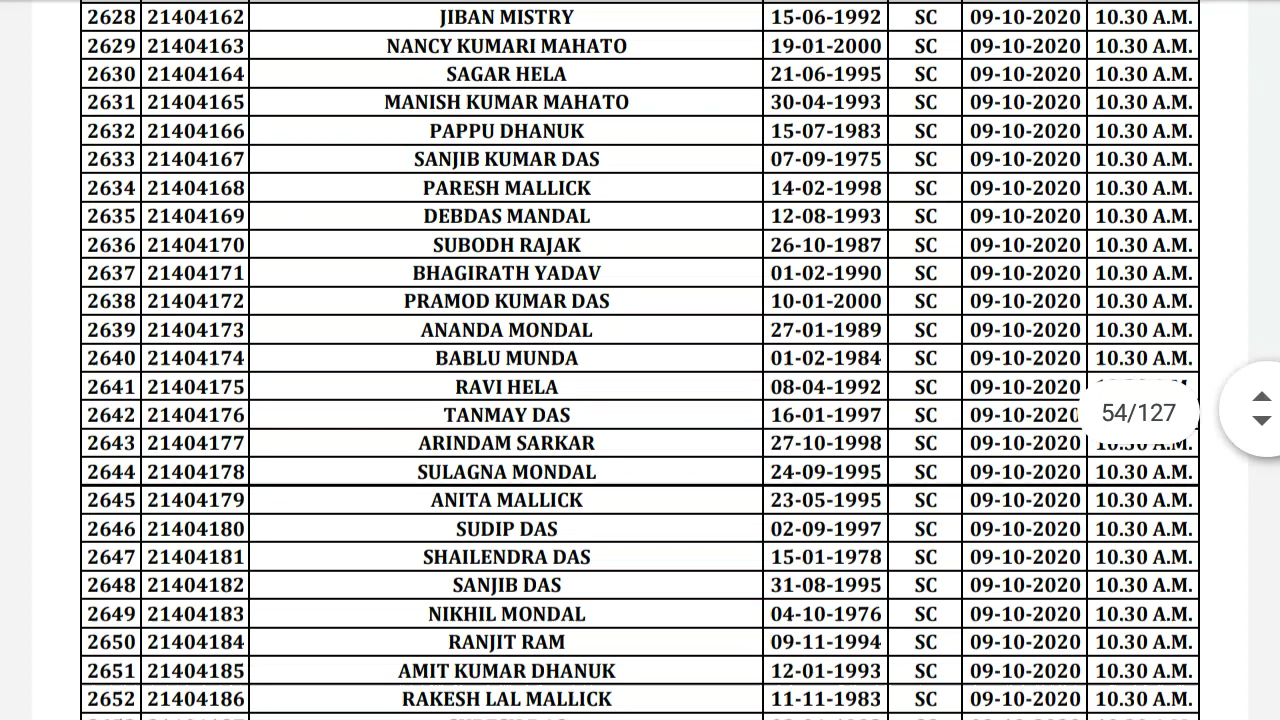 2628 21404162 JIBAN MISTRY 15-06-1992 SC 09-10-2020 10.30 A.M.
2629 21404163 NANCY KUMARI MAHATO 19-01-2000 SC 09-10-2020 10.30 A.M.
2630 21404164 SAGAR HELA 21-06-1995 SC 09-10-2020 10.30 A.M.
2631 21404165 MANISH KUMAR MAHATO 30-04-1993 SC 09-10-2020 10.30 A.M.
2632 21404166 PAPPU DHANUK 15-07-1983 SC 09-10-2020 10.30 A.M.
2633 21404167 SANJIB KUMAR DAS 07-09-1975 SC 09-10-2020 10.30 A.M.
2634 21404168 PARESH MALLICK 14-02-1998 SC 09-10-2020 10.30 A.M.
2635 21404169 DEBDAS MANDAL 12-08-1993 SC 09-10-2020 10.30 A.M.
2636 21404170 SUBODH RAJAK 26-10-1987 SC 09-10-2020 10.30 A.M.
2637 21404171 BHAGIRATH YADAV 01-02-1990 SC 09-10-2020 10.30 A.M.
2638 21404172 PRAMOD KUMAR DAS 10-01-2000 SC 09-10-2020 10.30 A.M.
2639 21404173 ANANDA MONDAL 27-01-1989 SC 09-10-2020 10.30 A.M.
2640 21404174 BABLU MUNDA 01-02-1984 SC 09-10-2020 10.30 A.M.
2641 21404175 RAVI HELA 08-04-1992 SC 09-10-2020
2642 21404176 TANMAY DAS 16-01-1997 SC 09-10-2020 54/127
2643 21404177 ARINDAM SARKAR 27-10-1998 SC 09-10-2020 10.30 A.M.
2644 21404178 SULAGNA MONDAL 24-09-1995 SC 09-10-2020 10.30 A.M.
2645 21404179 ANITA MALLICK 23-05-1995 SC 09-10-2020 10.30 A.M.
2646 21404180 SUDIP DAS 02-09-1997 SC 09-10-2020 10.30 A.M.
2647 21404181 SHAILENDRA DAS 15-01-1978 SC 09-10-2020 10.30 A.M.
2648 21404182 SANJIB DAS 31-08-1995 SC 09-10-2020 10.30 A.M.
2649 21404183 NIKHIL MONDAL 04-10-1976 SC 09-10-2020 10.30 A.M.
2650 21404184 RANJIT RAM 09-11-1994 SC 09-10-2020 10.30 A.M.
2651 21404185 AMIT KUMAR DHANUK 12-01-1993 SC 09-10-2020 10.30 A.M.
2652 21404186 RAKESH LAL MALLICK 11-11-1983 SC 09-10-2020 10.30 A.M.